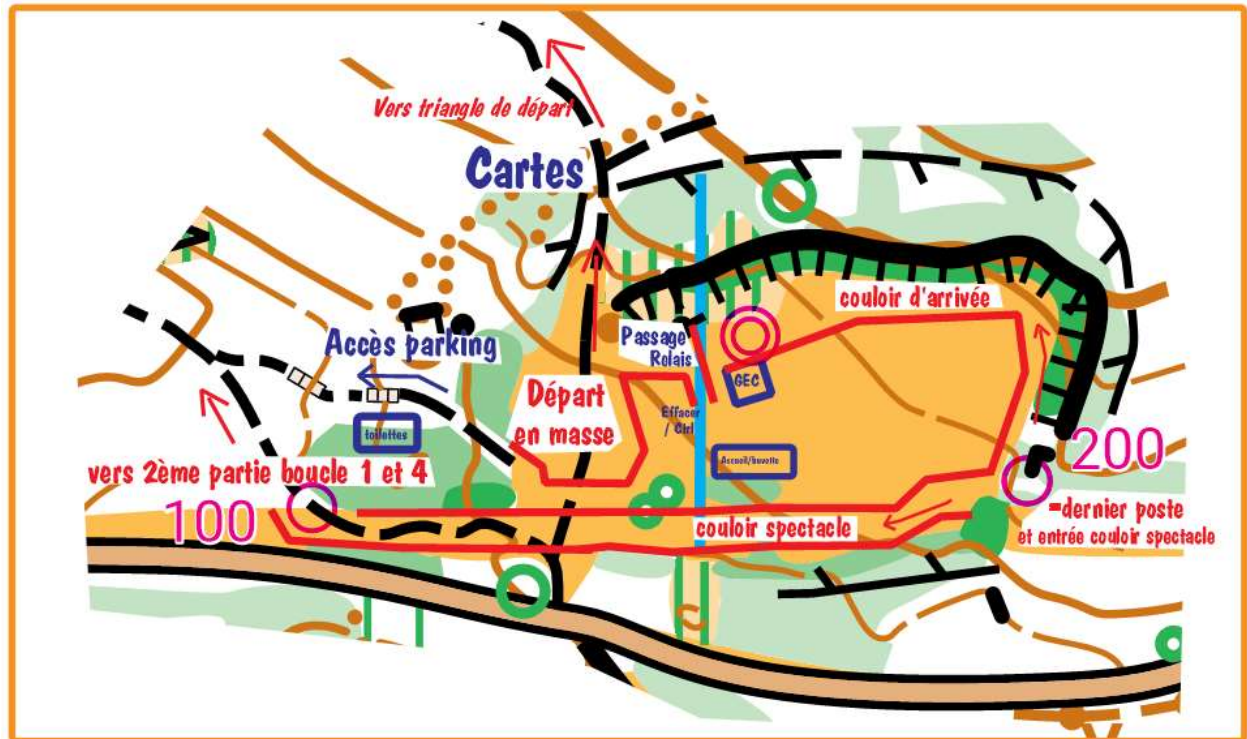 Vers triangle de départ
Cartes
couloir d'arrivée
Passage
Relais
Accès parking
GEC
Départ
en masse
Effacer
/ Ctrl
toilettes
Accueil/buvette
vers 2ème partie boucle 1 et 4
200
100
=dernier poste
couloir spectacle
et entrée couloir spectacle